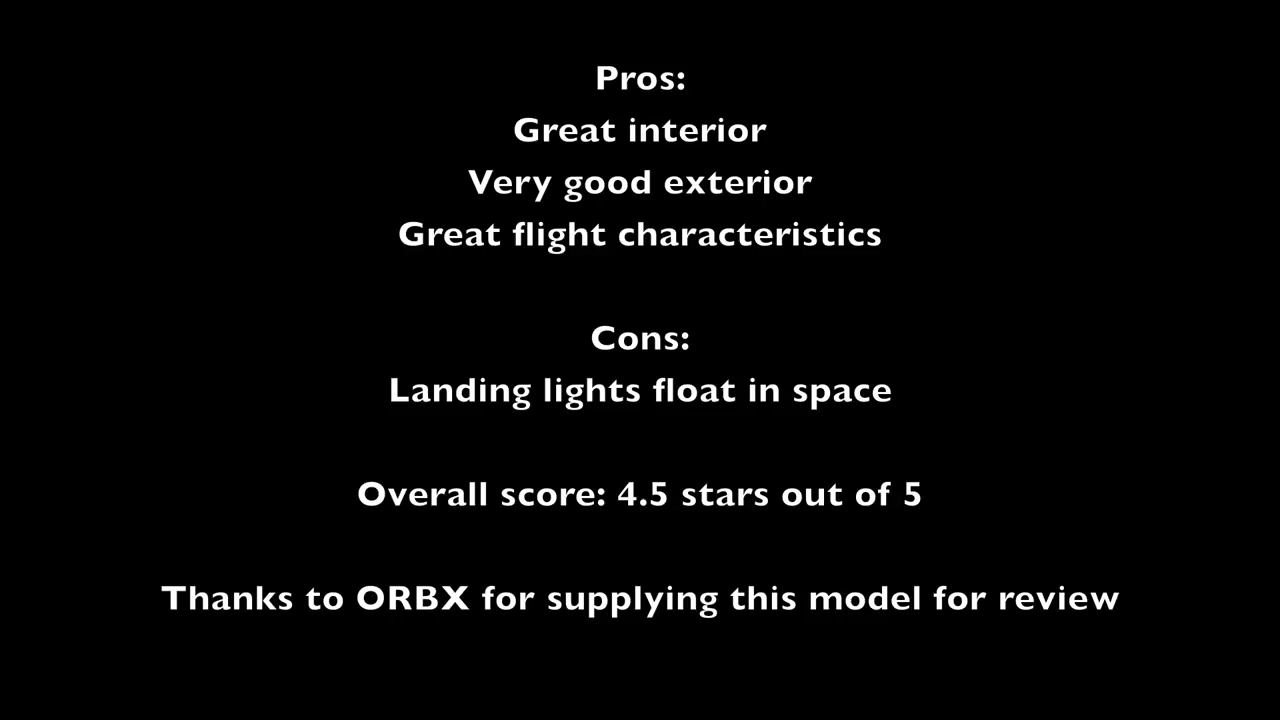 Pros:
Great interior
Very good exterior
Great flight characteristics
Cons:
Landing lights float in space
Overall score: 4.5 stars out of 5
Thanks to ORBX for supplying this model for review